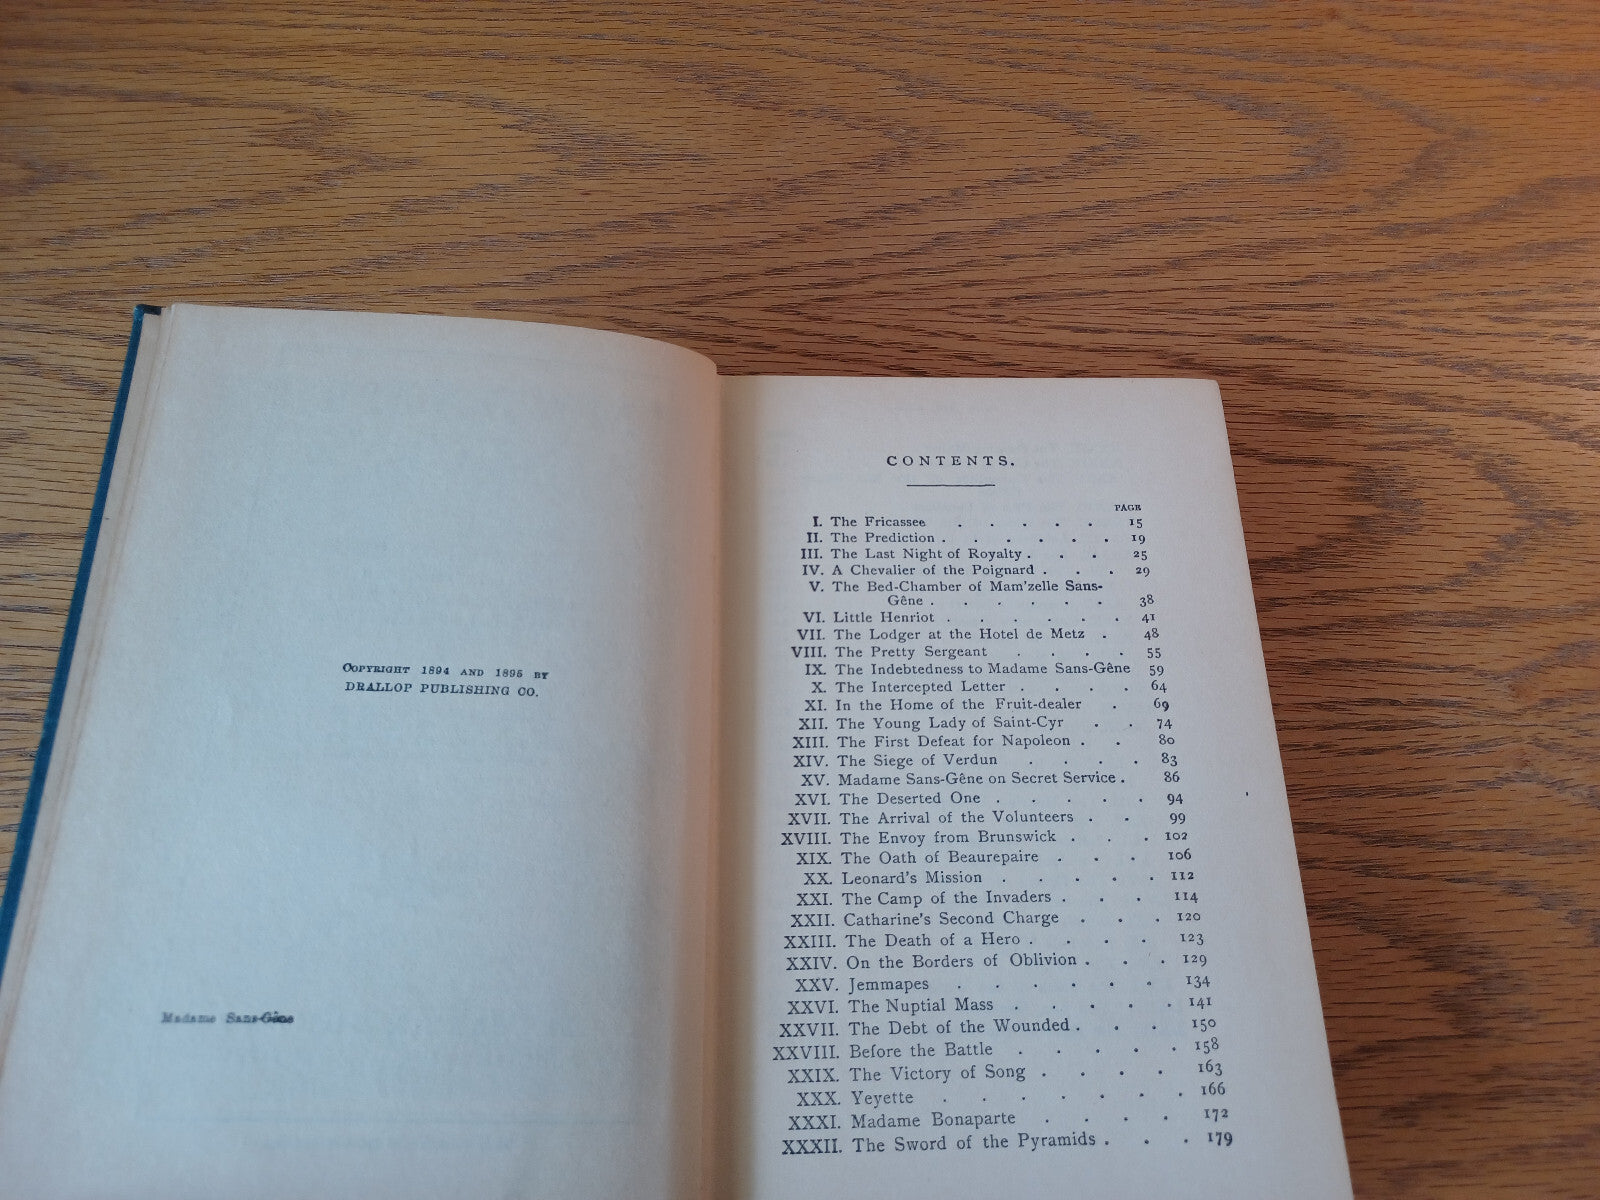 COPYRIGHT 1894 AND 1895 BY
DRALLOP PUBLISHING CO.
Madame Sans-Gêne
CONTENTS.
PAGE
I. The Fricassee . . . . . 15
II. The Prediction . . . . . . 19
III. The Last Night of Royalty . . . 25
IV. A Chevalier of the Poignard . . . 29
V. The Bed-Chamber of Mam'zelle Sans-
Gêne . . . . . . 38
VI. Little Henriot . . . . . . 41
VII. The Lodger at the Hotel de Metz . 48
VIII. The Pretty Sergeant . . . . 55
IX. The Indebtedness to Madame Sans-Gêne 59
X. The Intercepted Letter . . . . 64
XI. In the Home of the Fruit-dealer . 69
XII. The Young Lady of Saint-Cyr . . 74
XIII. The First Defeat for Napoleon . . 80
XIV. The Siege of Verdun . . . . 83
XV. Madame Sans-Gêne on Secret Service . 86
XVI. The Deserted One . . . . . 94
XVII. The Arrival of the Volunteers . . 99
XVIII. The Envoy from Brunswick . . . 102
XIX. The Oath of Beaurepaire . . . 106
XX. Leonard's Mission . . . . . 112
XXI. The Camp of the Invaders . . . 114
XXII. Catharine's Second Charge . . . 120
XXIII. The Death of a Hero . . . . 123
XXIV. On the Borders of Oblivion . . . 129
XXV. Jemmapes . . . . . . 134
XXVI. The Nuptial Mass . . . . . 141
XXVII. The Debt of the Wounded . . . 150
XXVIII. Before the Battle . . . . . 158
XXIX. The Victory of Song . . . . 163
XXX. Yeyette . . . . . . . 166
XXXI. Madame Bonaparte . . . . 172
XXXII. The Sword of the Pyramids . . . 179